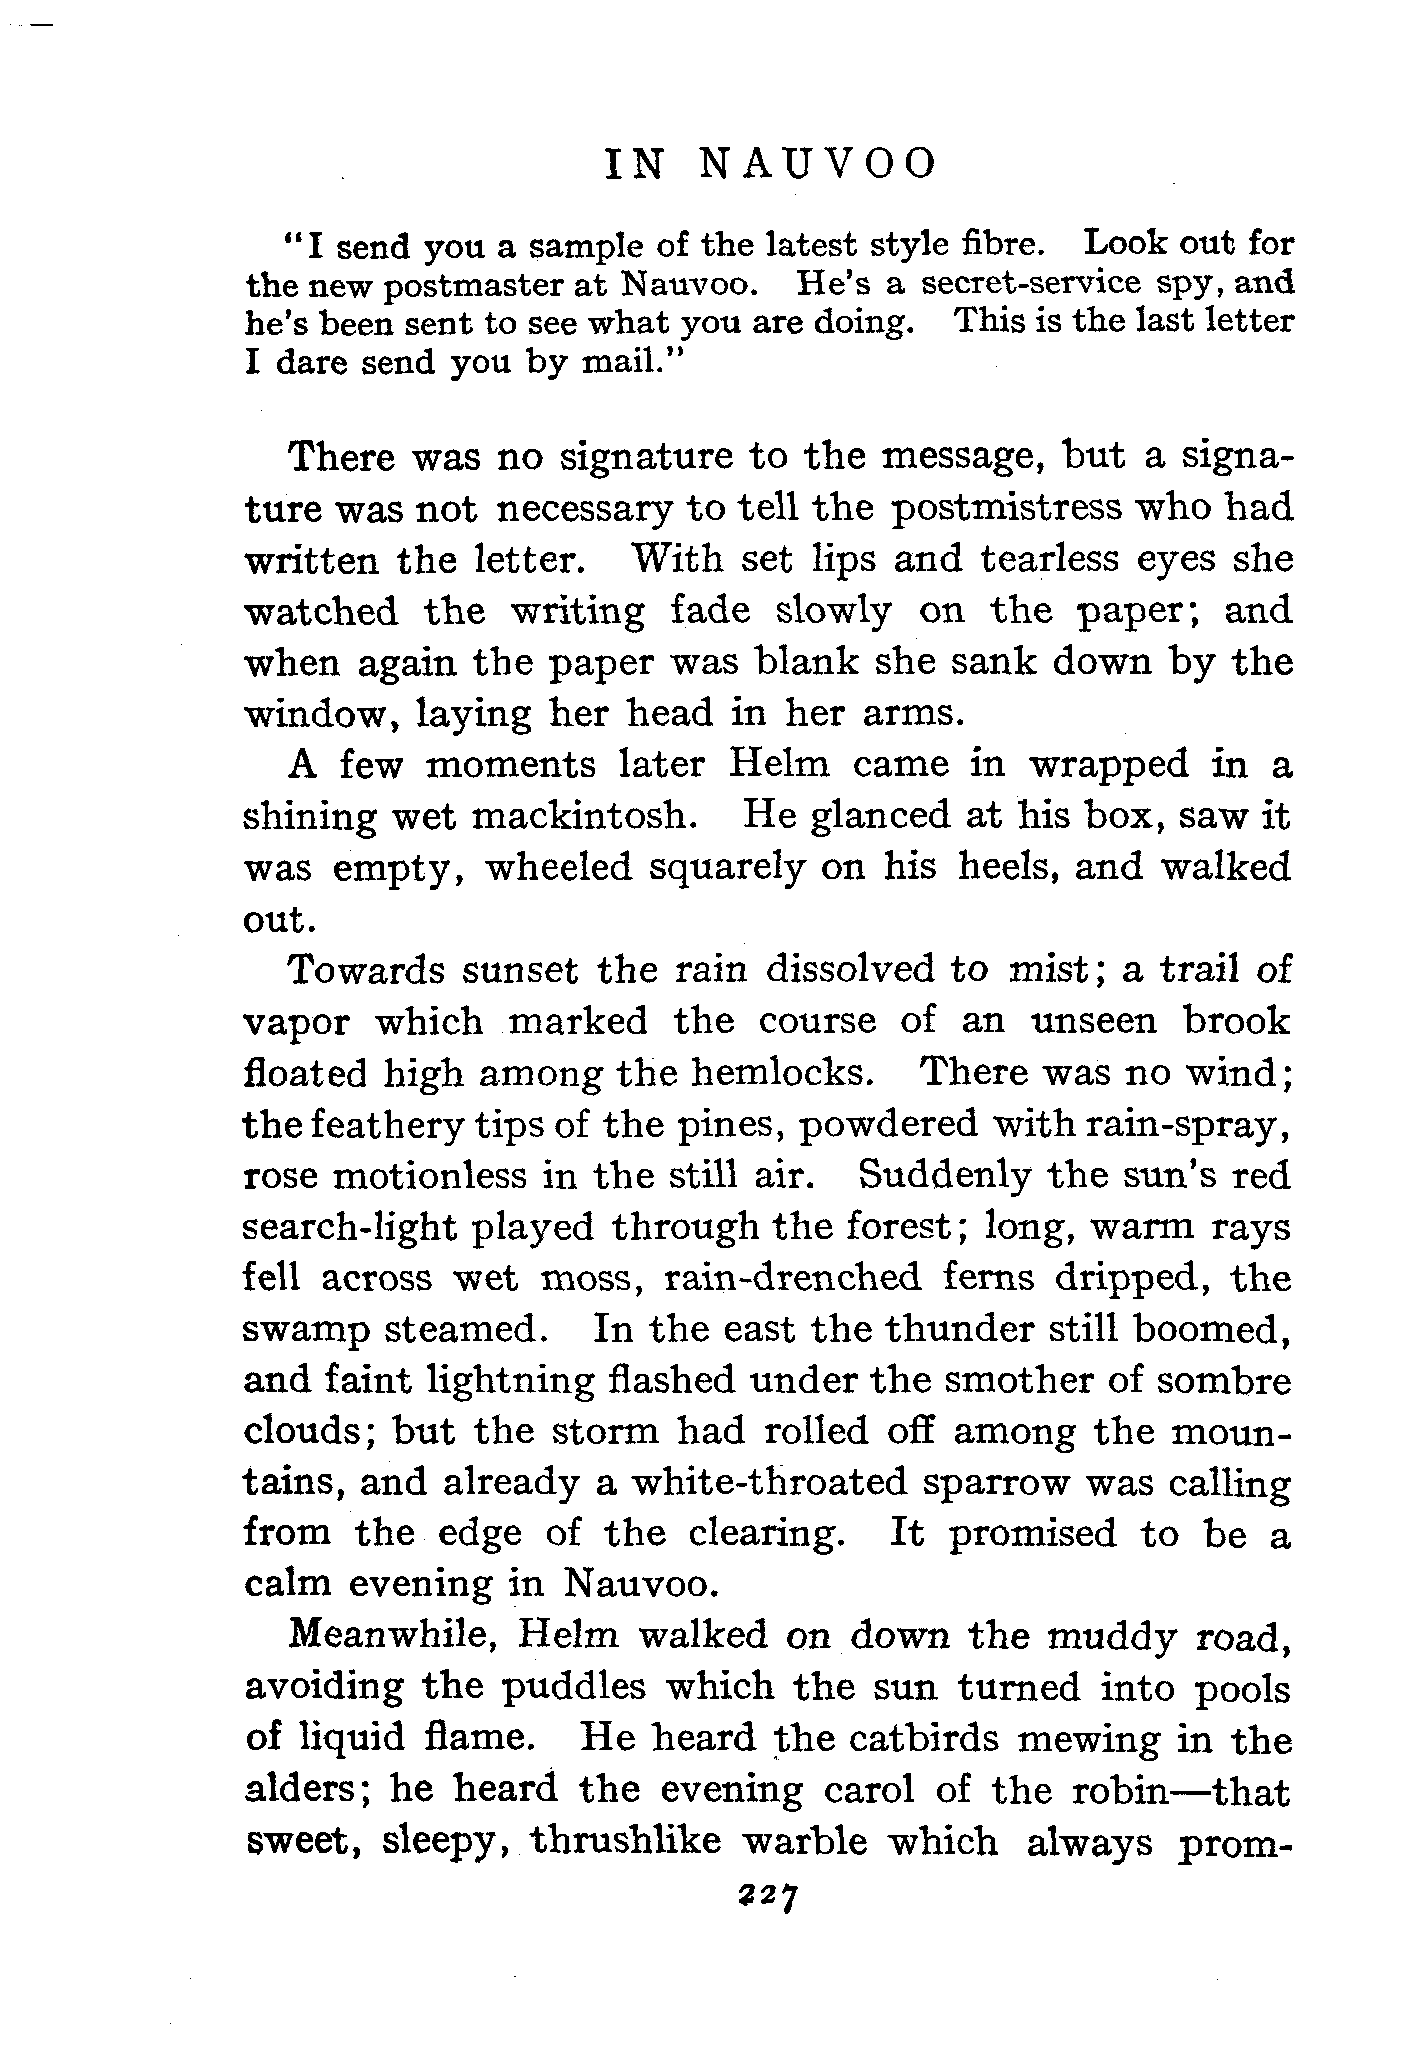 IN NAUVOO
"I send you a sample of the latest style fibre. Look out for
the new postmaster at Nauvoo. He's a secret-service spy, and
he's been sent to see what you are doing. This is the last letter
I dare send you by mail."
There was no signature to the message, but a signa-
ture was not necessary to tell the postmistress who had
written the letter. With set lips and tearless eyes she
watched the writing fade slowly on the paper; and
when again the paper was blank she sank down by the
window, laying her head in her arms.
A few moments later Helm came in wrapped in a
shining wet mackintosh. He glanced at his box, saw it
was empty, wheeled squarely on his heels, and walked
out.
Towards sunset the rain dissolved to mist; a trail of
vapor which marked the course of an unseen brook
floated high among the hemlocks. There was no wind;
the feathery tips of the pines, powdered with rain-spray,
rose motionless in the still air. Suddenly the sun's red
search-light played through the forest; long, warm rays
fell across wet moss, rain-drenched ferns dripped, the
swamp steamed. In the east the thunder still boomed,
and faint lightning flashed under the smother of sombre
clouds; but the storm had rolled off among the moun-
tains, and already a white-throated sparrow was calling
from the edge of the clearing. It promised to be a
calm evening in Nauvoo.
Meanwhile, Helm walked on down the muddy road,
avoiding the puddles which the sun turned into pools
of liquid flame. He heard the catbirds mewing in the
alders; he heard the evening carol of the robin—that
sweet, sleepy, thrushlike warble which always prom-
227